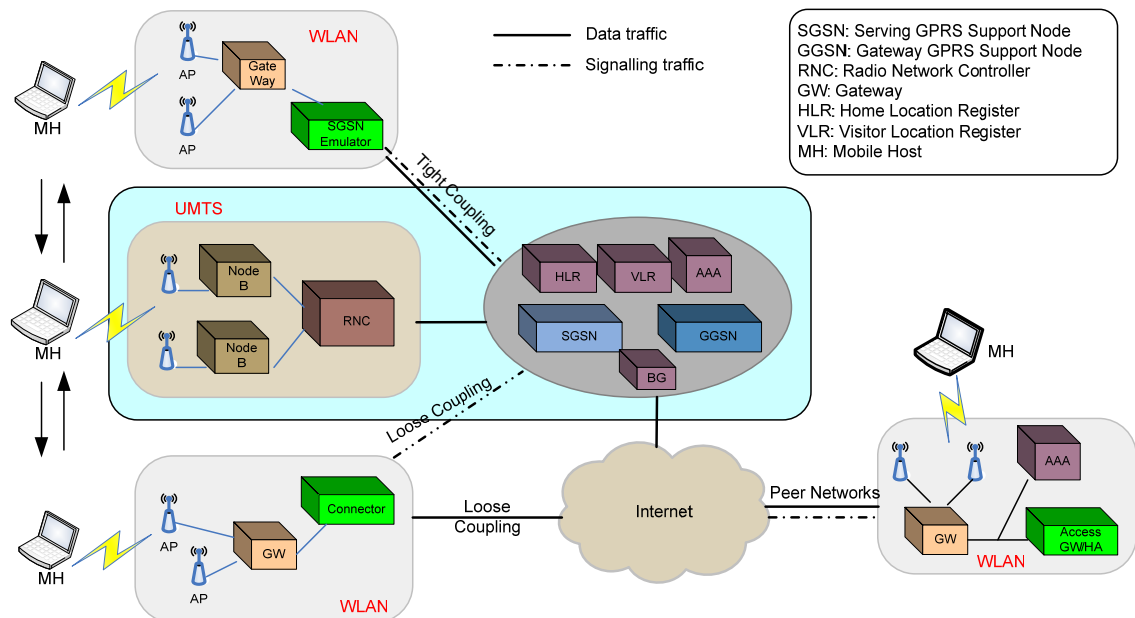 WLAN
AP
Gate
Way
AP
SGSN
Emulator
MH
Data traffic
Signalling traffic
SGSN: Serving GPRS Support Node
GGSN: Gateway GPRS Support Node
RNC: Radio Network Controller
GW: Gateway
HLR: Home Location Register
VLR: Visitor Location Register
MH: Mobile Host
Tight Coupling
UMTS
Node
B
Node
B
RNC
MH
HLR
VLR
AAA
SGSN
GGSN
BG
Loose Coupling
MH
AP
AP
GW
Connector
WLAN
MH
Loose
Coupling
Internet
Peer Networks
AAA
GW
Access
GW/HA
WLAN